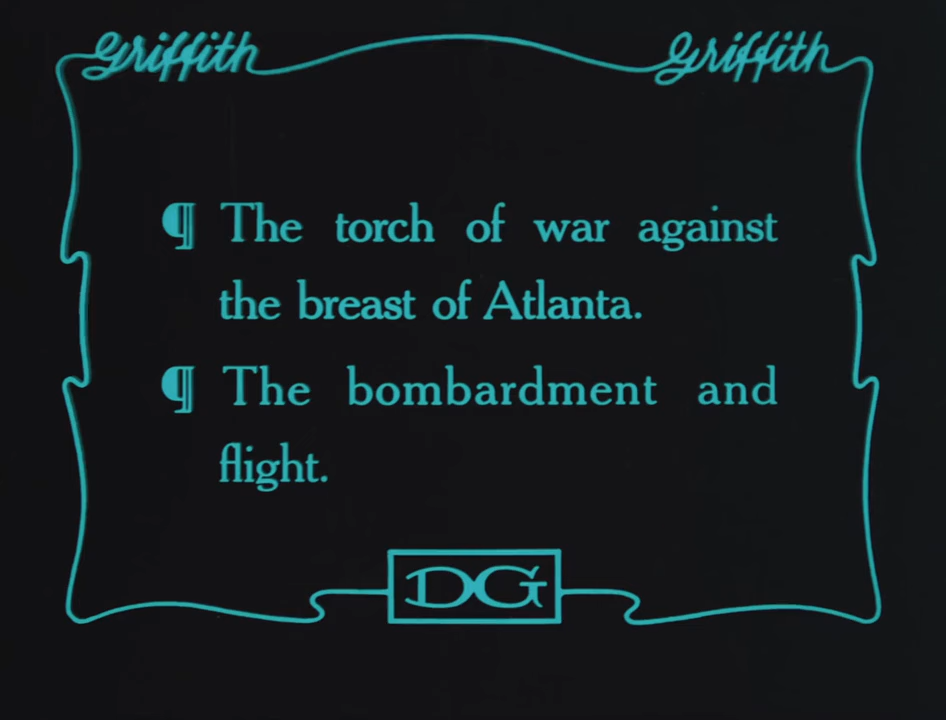 Griffith Griffith
¶ The torch of war against
the breast of Atlanta.
¶ The bombardment and
flight.
DG